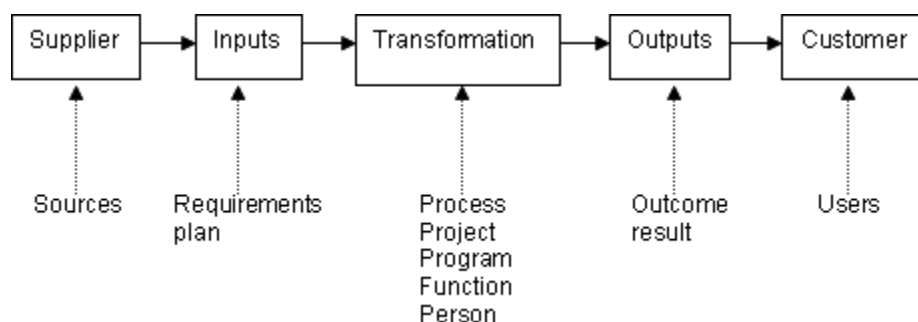 Supplier
Inputs
Transformation
Outputs
Customer
Sources
Requirements
plan
Process
Project
Program
Function
Person
Outcome
result
Users